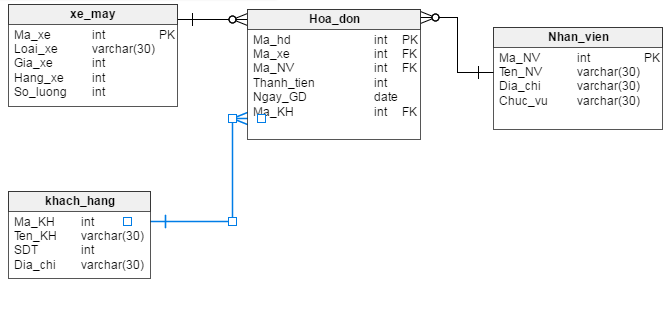 xe_may
Ma_xe int PK
Loai_xe varchar(30)
Gia_xe int
Hang_xe int
So_luong int
Hoa_don
Ma_hd int PK
Ma_xe int FK
Ma_NV int FK
Thanh_tien int
Ngay_GD date
Ma_KH int FK
Nhan_vien
Ma_NV int PK
Ten_NV varchar(30)
Dia_chi varchar(30)
Chuc_vu varchar(30)
khach_hang
Ma_KH int
Ten_KH varchar(30)
SDT int
Dia_chi varchar(30)